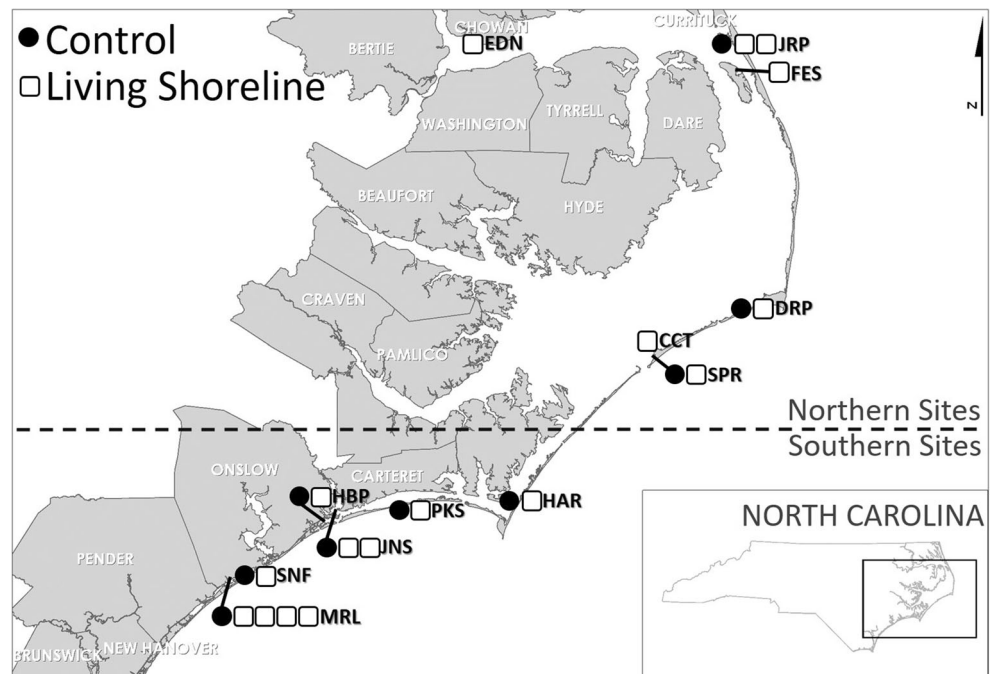 Control
Living Shoreline
BERTIE
CHOWAN
EDN
CURRITUCK
JRP
FES
WASHINGTON
TYRRELL
DARE
BEAUFORT
HYDE
CRAVEN
PAMLICO
DRP
CCT
SPR
N
Northern Sites
Southern Sites
ONSLOW
CARTERET
HBP
PKS
HAR
JNS
PENDER
SNF
MRL
BRUNSWICK
NEW HANOVER
NORTH CAROLINA